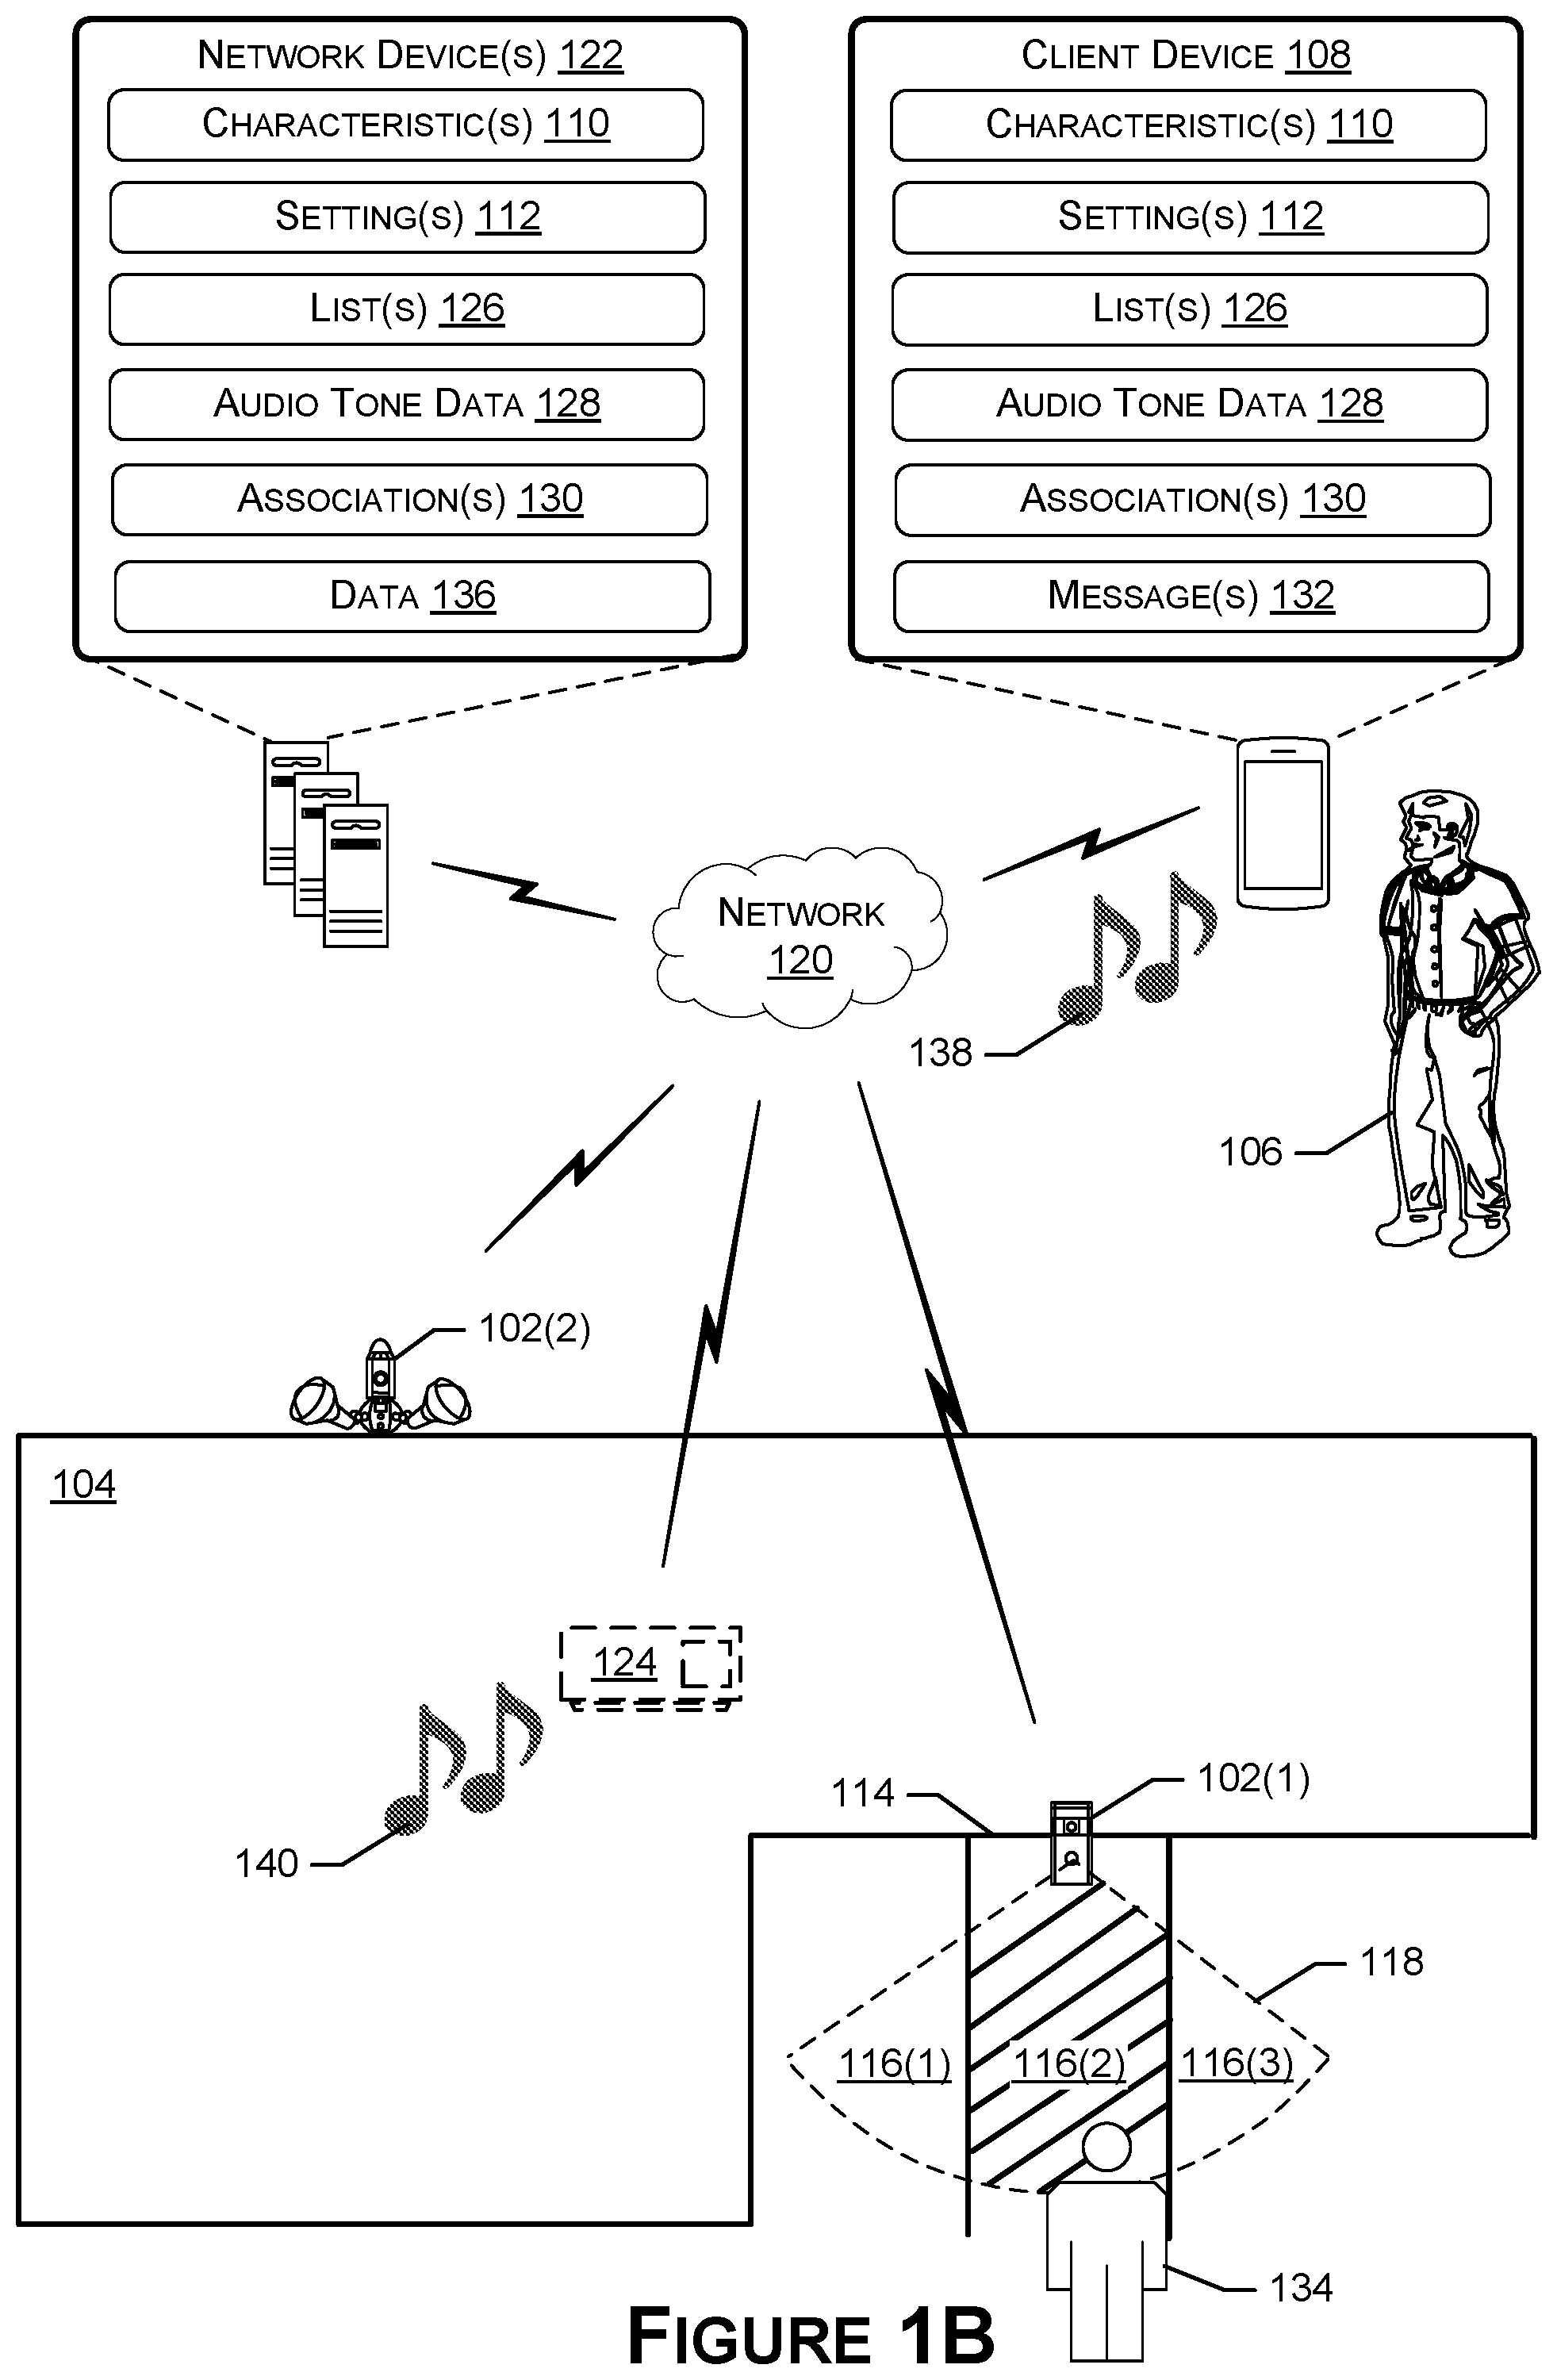 NETWORK DEVICE(S) 122
CHARACTERISTIC(S) 110
SETTING(S) 112
LIST(S) 126
AUDIO TONE DATA 128
ASSOCIATION(S) 130
DATA 136
CLIENT DEVICE 108
CHARACTERISTIC(S) 110
SETTING(S) 112
LIST(S) 126
AUDIO TONE DATA 128
ASSOCIATION(S) 130
MESSAGE(S) 132
NETWORK
120
138
106
102(2)
104
124
140
114
102(1)
118
116(1)
116(2)
116(3)
134
FIGURE 1B